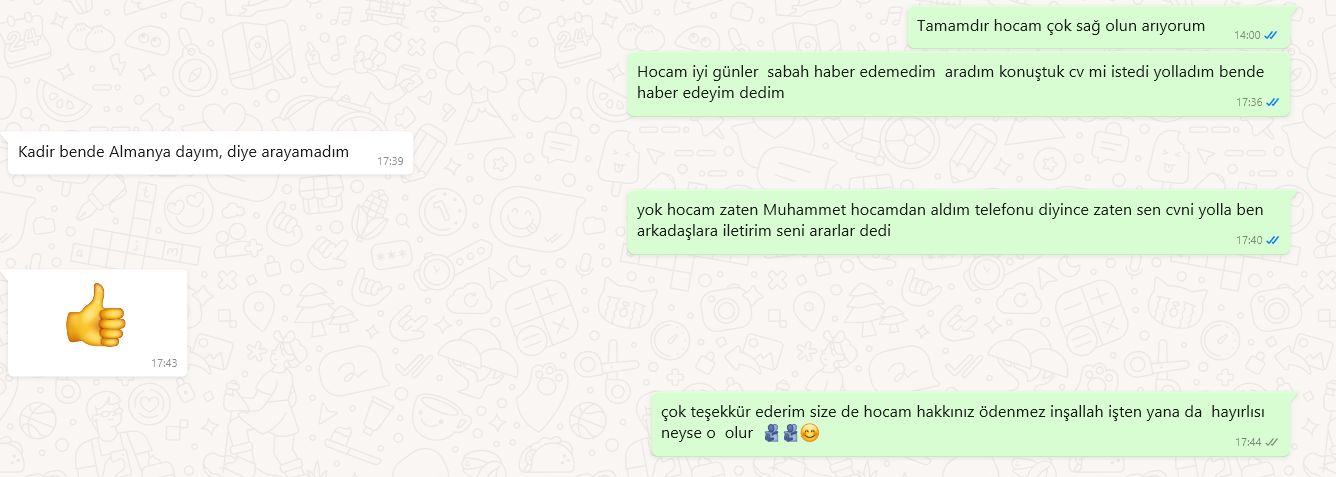 Tamamdır hocam çok sağ olun arıyorum
14:00
Hocam iyi günler  sabah haber edemedim  aradım konuştuk cv mi istedi yolladım bende
haber edeyim dedim
17:36
Kadir bende Almanya dayım, diye arayamadım
17:39
yok hocam zaten Muhammet hocamdan aldım telefonu diyince zaten sen cvni yolla ben
arkadaşlara iletirim seni ararlar dedi
17:40
👍
17:43
çok teşekkür ederim size de hocam hakkınız ödenmez inşallah işten yana da  hayırlısı
neyse o  olur  🫂🫂😊
17:44